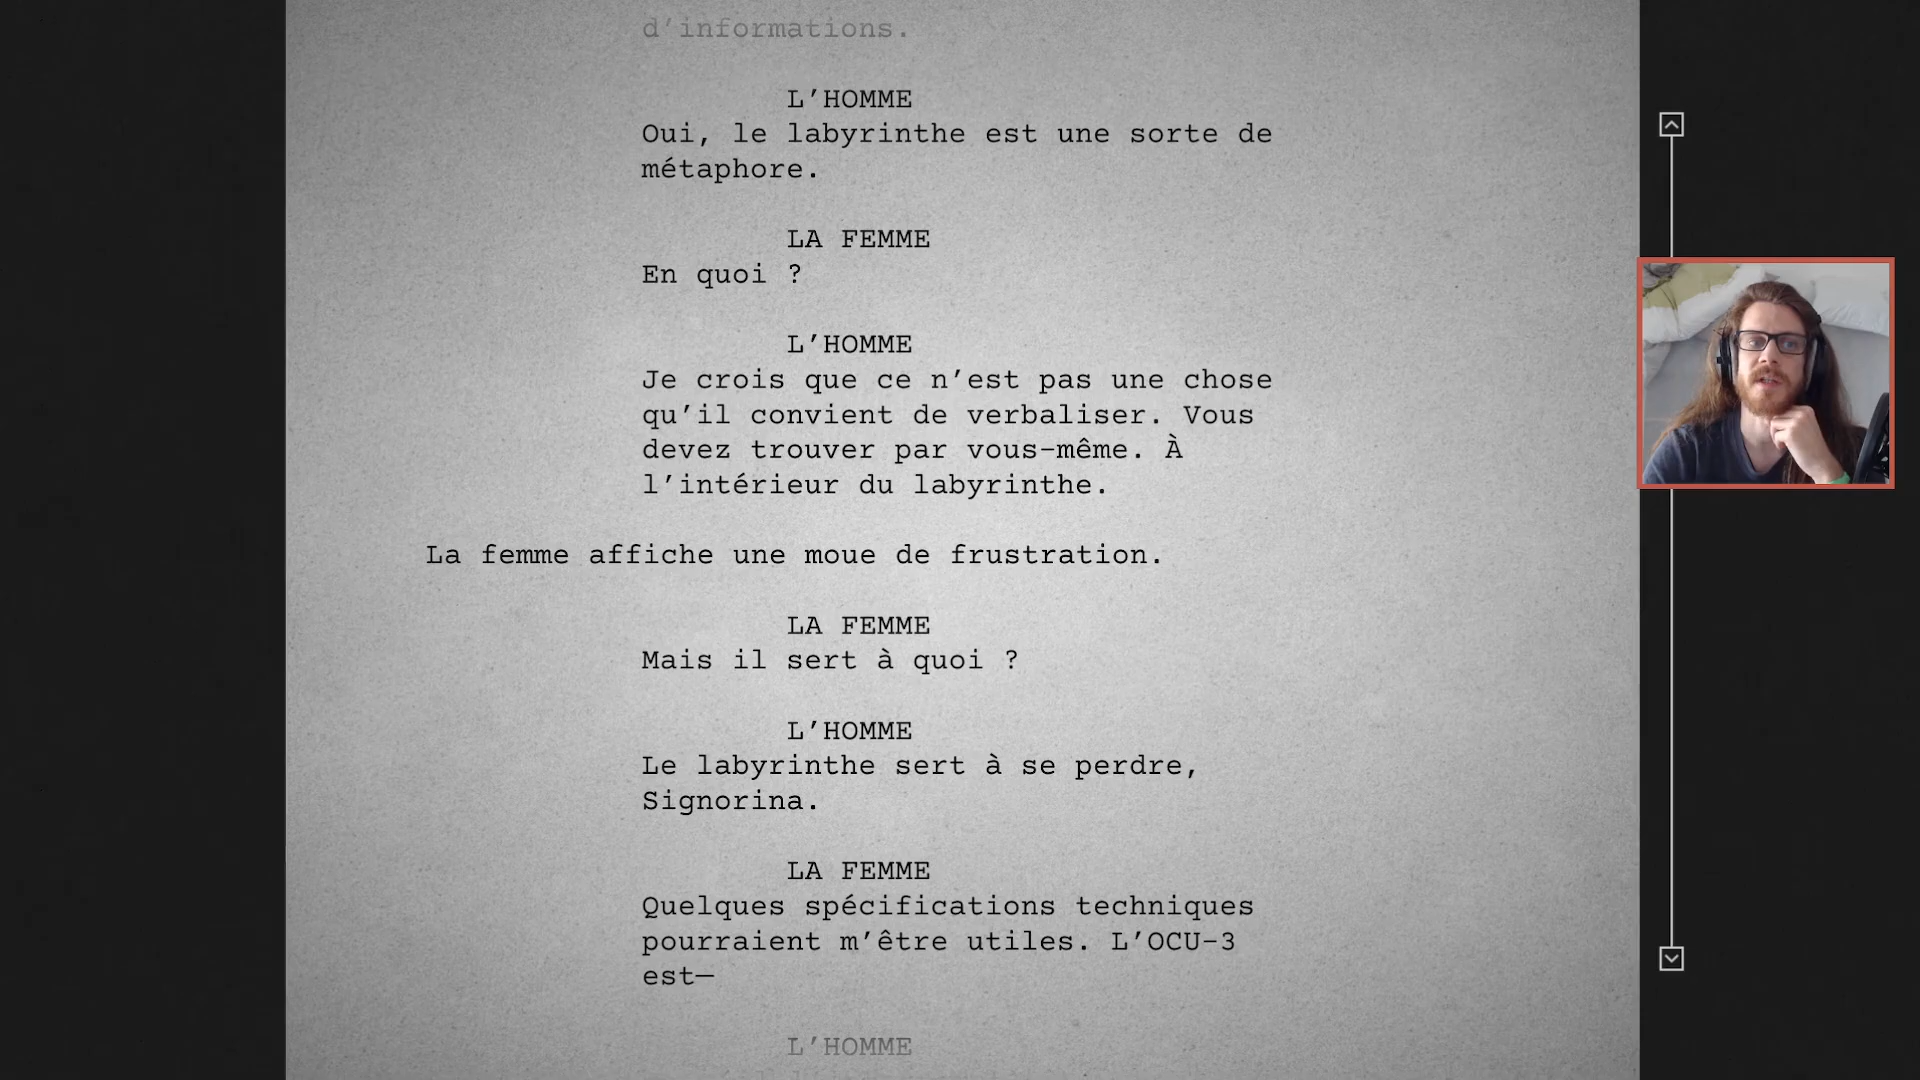 d’informations.
L’HOMME
Oui, le labyrinthe est une sorte de
métaphore.
LA FEMME
En quoi ?
L’HOMME
Je crois que ce n’est pas une chose
qu’il convient de verbaliser. Vous
devez trouver par vous-même. À
l’intérieur du labyrinthe.
La femme affiche une moue de frustration.
LA FEMME
Mais il sert à quoi ?
L’HOMME
Le labyrinthe sert à se perdre,
Signorina.
LA FEMME
Quelques spécifications techniques
pourraient m’être utiles. L’OCU-3
est—
L’HOMME